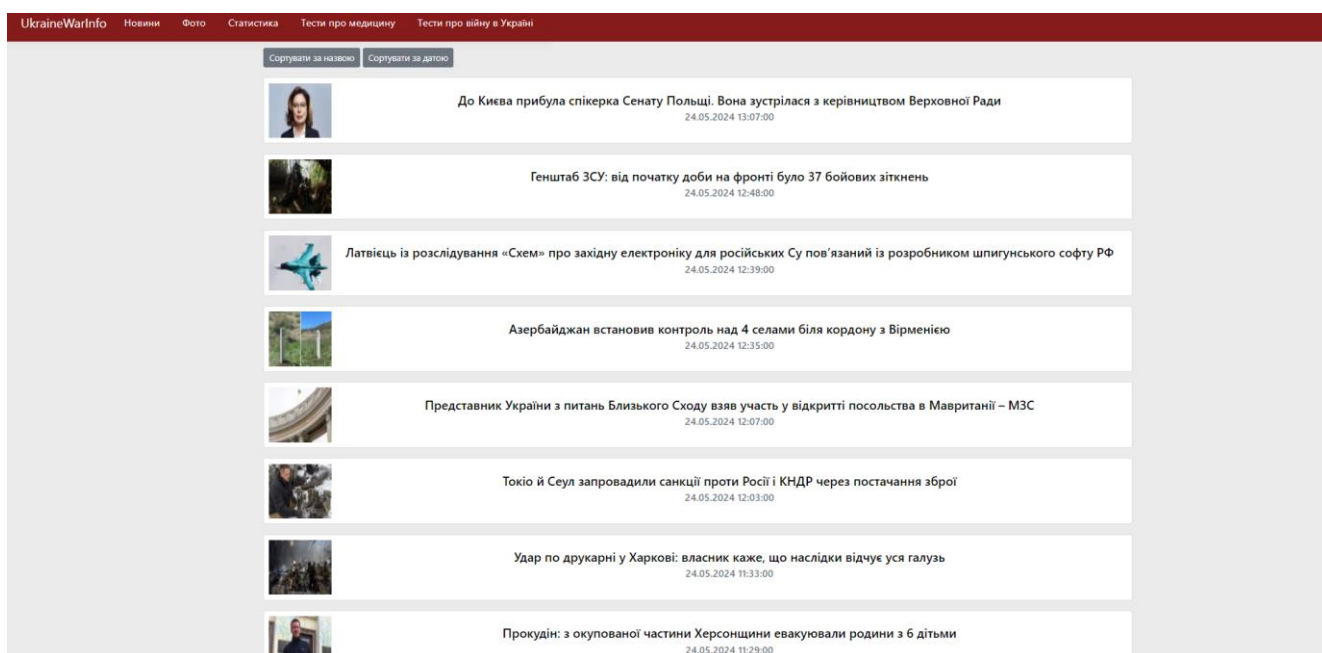 UkraineWarInfo Новини Фото Статистика Тести про медицину Тести про війну в Україні
Сортувати за назвою Сортувати за датою
До Києва прибула спікерка Сенату Польщі. Вона зустрілася з керівництвом Верховної Ради
24.05.2024 13:07:00
Генштаб ЗСУ: від початку доби на фронті було 37 бойових зіткнень
24.05.2024 12:48:00
Латвієць із розслідування «Схем» про західну електроніку для російських Су пов’язаний із розробником шпигунського софту РФ
24.05.2024 12:39:00
Азербайджан встановив контроль над 4 селами біля кордону з Вірменією
24.05.2024 12:35:00
Представник України з питань Близького Сходу взяв участь у відкритті посольства в Мавританії – МЗС
24.05.2024 12:07:00
Токіо й Сеул запровадили санкції проти Росії і КНДР через постачання зброї
24.05.2024 12:03:00
Удар по друкарні у Харкові: власник каже, що наслідки відчує уся галузь
24.05.2024 11:33:00
Прокудін: з окупованої частини Херсонщини евакуювали родини з 6 дітьми
24.05.2024 11:29:00